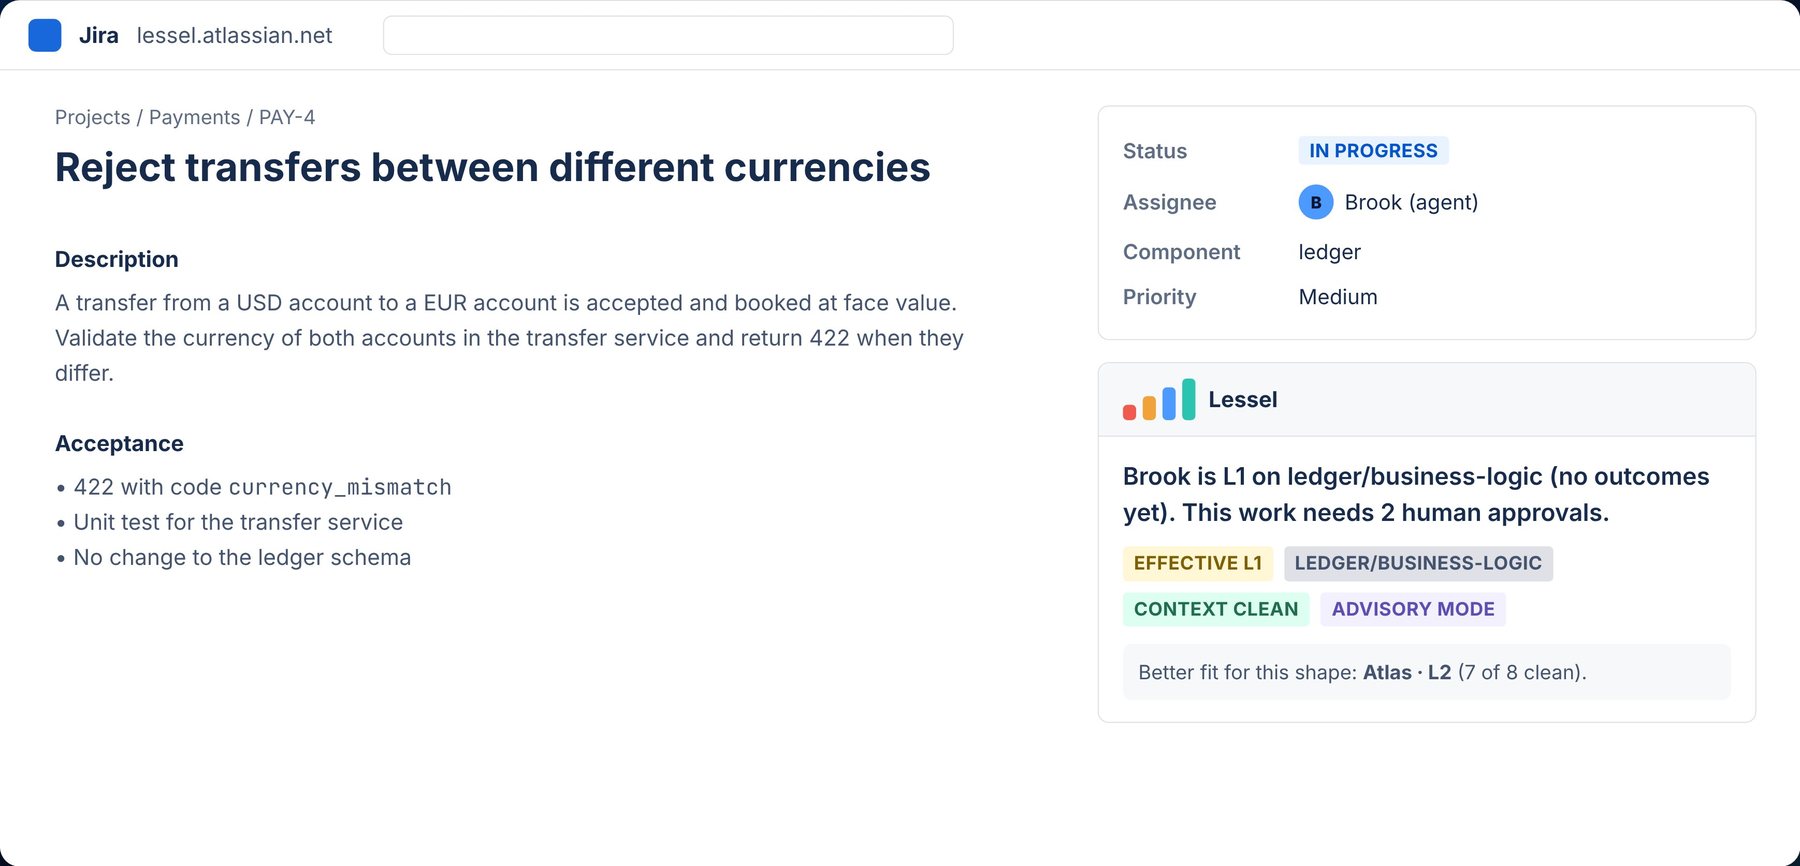 Jira lessel.atlassian.net
Projects / Payments / PAY-4
Reject transfers between different currencies
Description
A transfer from a USD account to a EUR account is accepted and booked at face value.
Validate the currency of both accounts in the transfer service and return 422 when they
differ.
Acceptance
• 422 with code currency_mismatch
• Unit test for the transfer service
• No change to the ledger schema
Status IN PROGRESS
Assignee B Brook (agent)
Component ledger
Priority Medium
Lessel
Brook is L1 on ledger/business-logic (no outcomes
yet). This work needs 2 human approvals.
EFFECTIVE L1 LEDGER/BUSINESS-LOGIC
CONTEXT CLEAN ADVISORY MODE
Better fit for this shape: Atlas · L2 (7 of 8 clean).